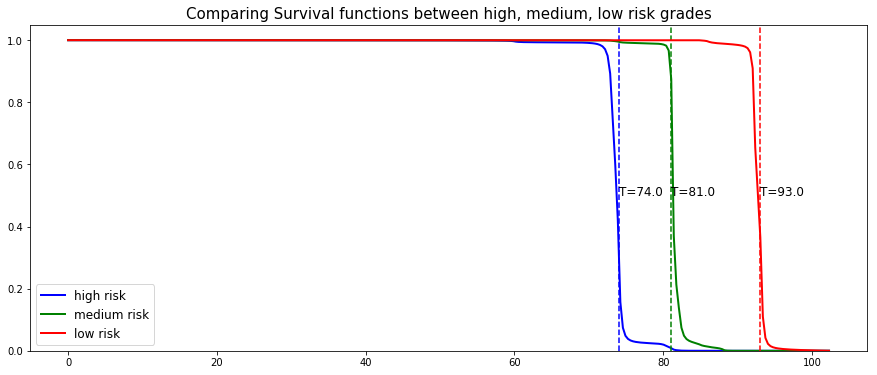 Comparing Survival functions between high, medium, low risk grades
1.0
0.8
0.6
T=74.0 T=81.0 T=93.0
0.4
0.2
high risk
medium risk
low risk
0.0
0 20 40 60 80 100